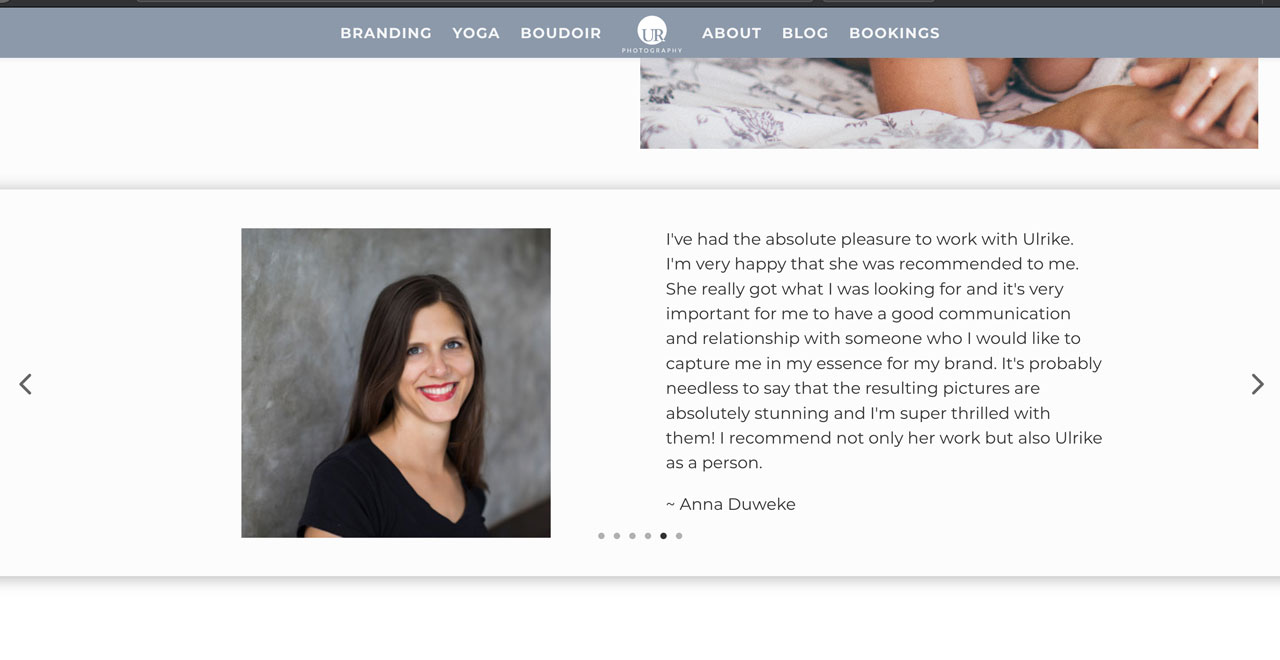 BRANDING YOGA BOUDOIR UR ABOUT BLOG BOOKINGS
PHOTOGRAPHY
I've had the absolute pleasure to work with Ulrike.
I'm very happy that she was recommended to me.
She really got what I was looking for and it's very
important for me to have a good communication
and relationship with someone who I would like to
capture me in my essence for my brand. It's probably
needless to say that the resulting pictures are
absolutely stunning and I'm super thrilled with
them! I recommend not only her work but also Ulrike
as a person.
~ Anna Duweke